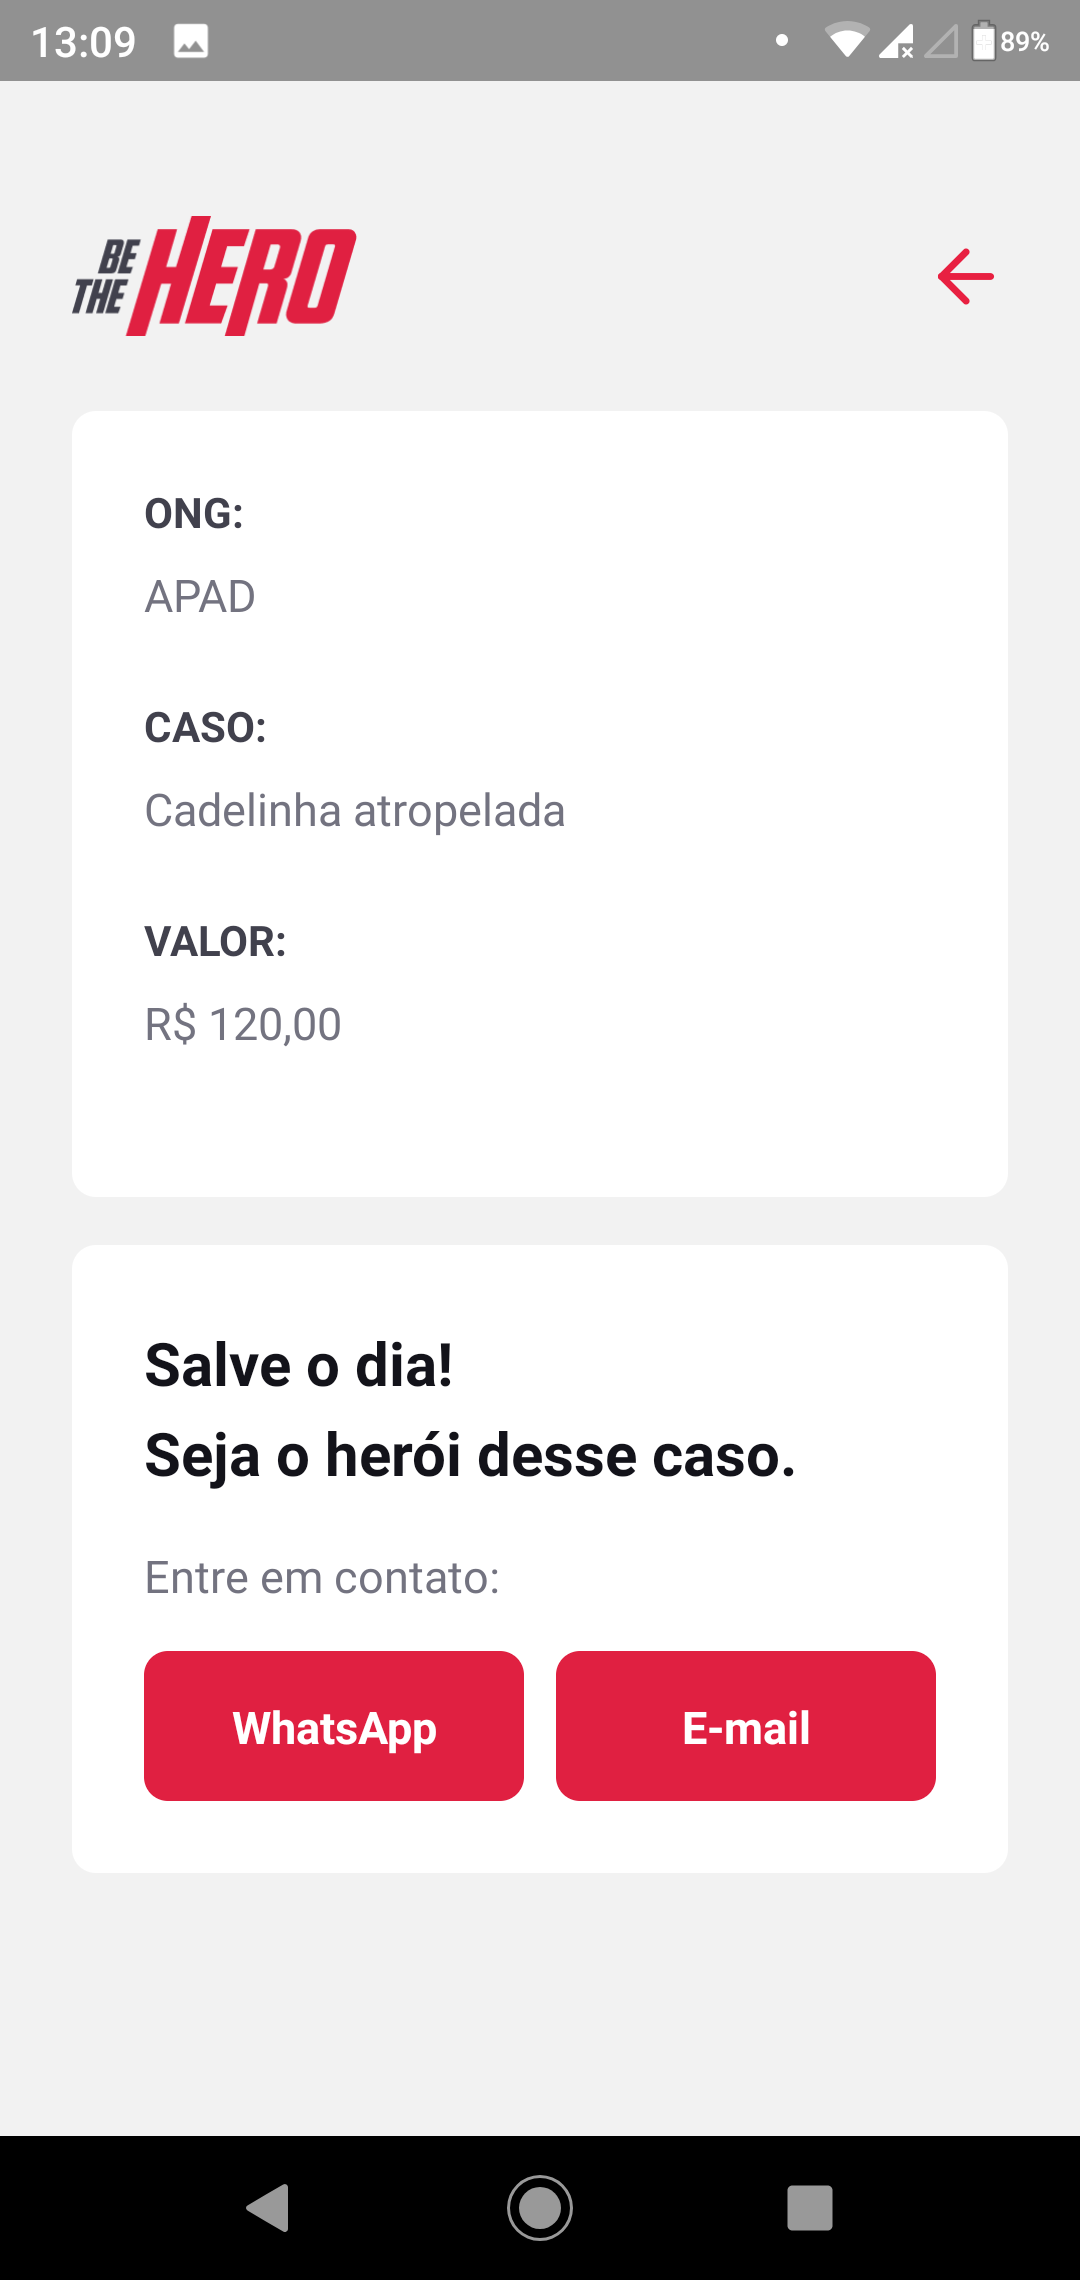 13:09
89%
BE
THE
HERO
ONG:
APAD
CASO:
Cadelinha atropelada
VALOR:
R$ 120,00
Salve o dia!
Seja o herói desse caso.
Entre em contato:
WhatsApp
E-mail